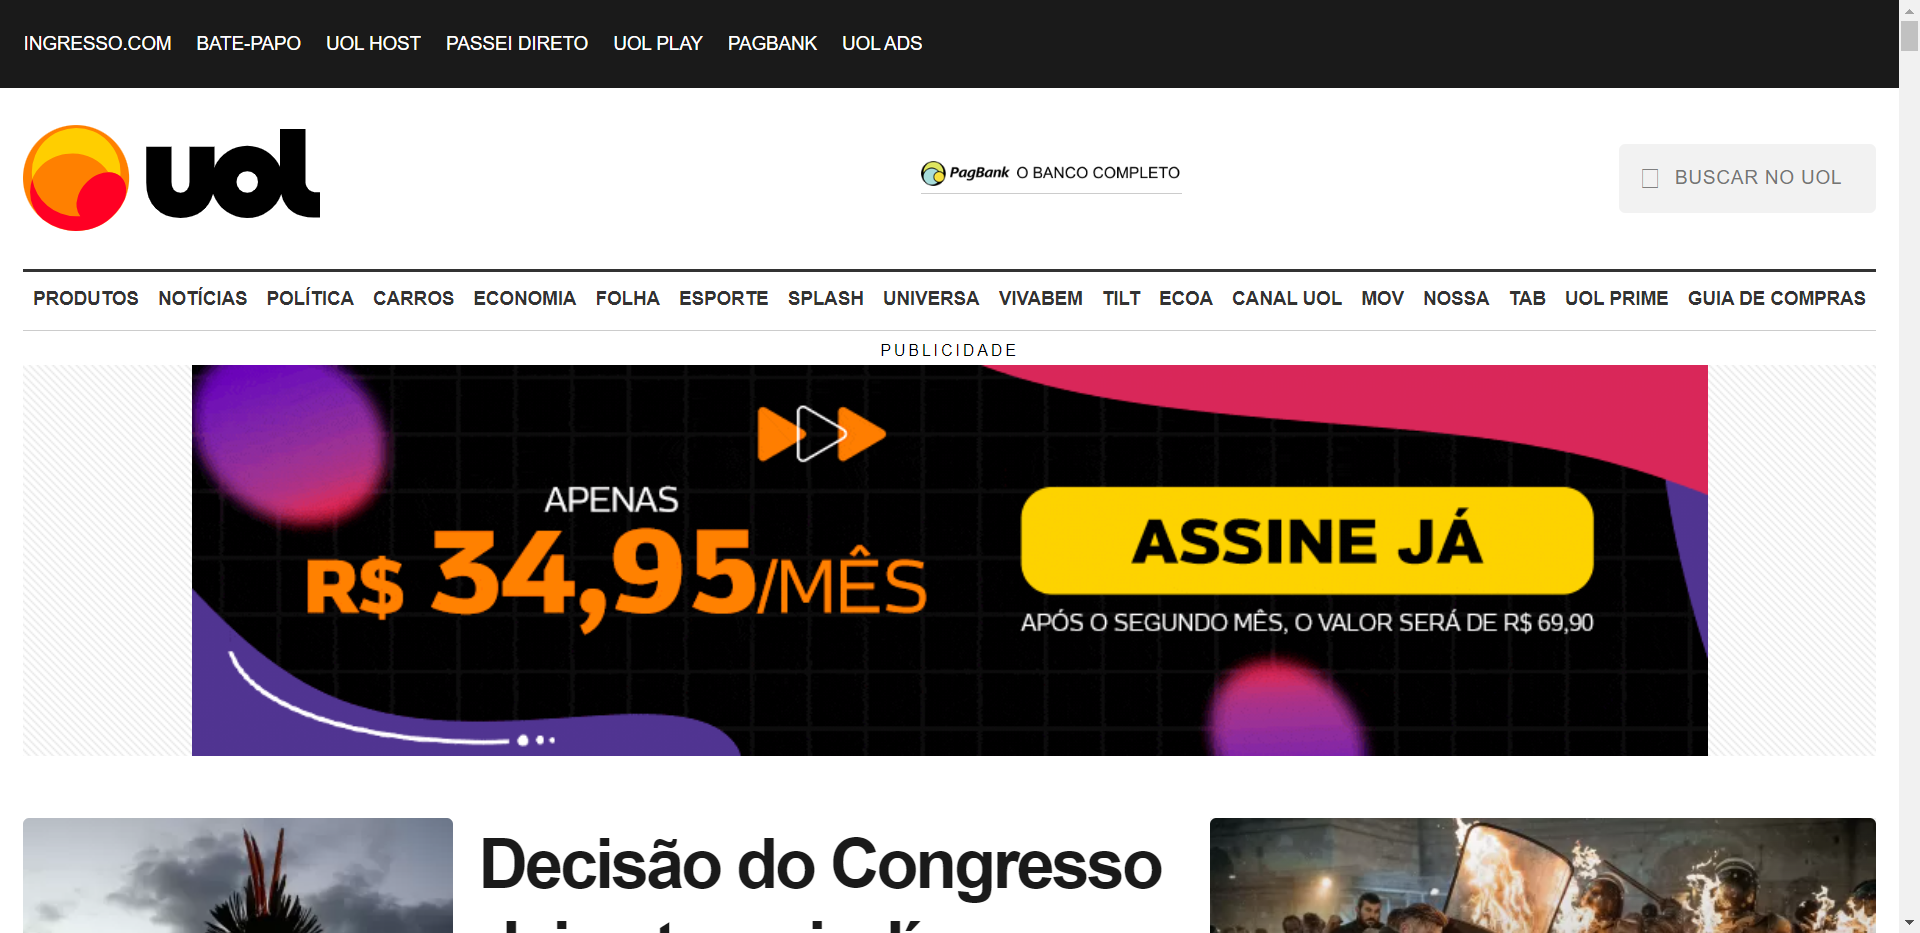 INGRESSO.COM BATE-PAPO UOL HOST PASSEI DIRETO UOL PLAY PAGBANK UOL ADS
uol
PagBank O BANCO COMPLETO
BUSCAR NO UOL
PRODUTOS NOTÍCIAS POLÍTICA CARROS ECONOMIA FOLHA ESPORTE SPLASH UNIVERSA VIVABEM TILT ECOA CANAL UOL MOV NOSSA TAB UOL PRIME GUIA DE COMPRAS
PUBLICIDADE
APENAS
R$ 34,95/MÊS
ASSINE JÁ
APÓS O SEGUNDO MÊS, O VALOR SERÁ DE R$ 69,90
Decisão do Congresso